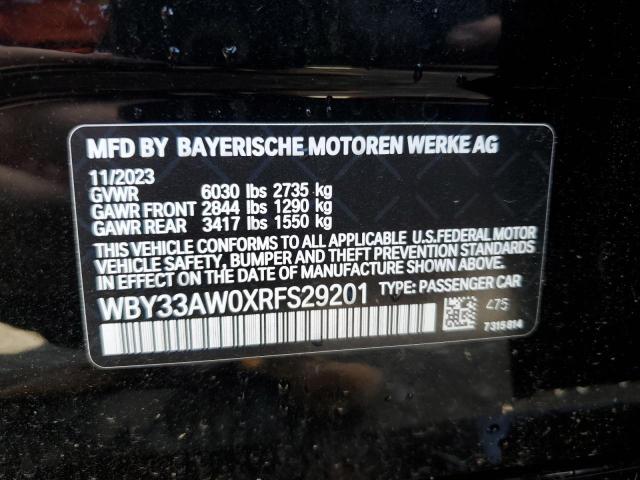 MFD BY BAYERISCHE MOTOREN WERKE AG
11/2023
GVWR 6030 lbs 2735 kg
GAWR FRONT 2844 lbs 1290 kg
GAWR REAR 3417 lbs 1550 kg
THIS VEHICLE CONFORMS TO ALL APPLICABLE U.S.FEDERAL MOTOR
VEHICLE SAFETY, BUMPER, AND THEFT PREVENTION STANDARDS
IN EFFECT ON THE DATE OF MANUFACTURE SHOWN ABOVE.
WBY33AW0XRFS29201 TYPE: PASSENGER CAR
475
7315814